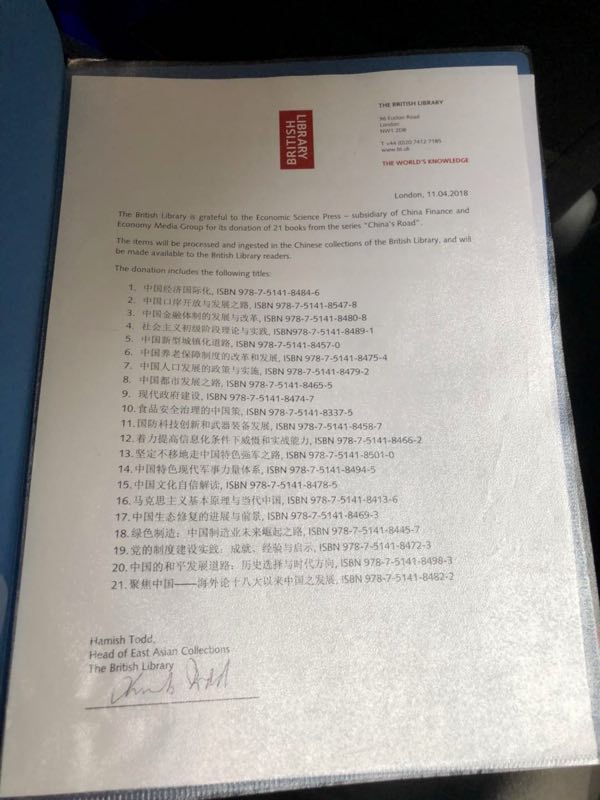 THE BRITISH LIBRARY
LIBRARY
BRITISH
96 Euston Road
London
NW1 2DB
T +44 (0)20 7412 7185
www.bl.uk
THE WORLD'S KNOWLEDGE
London, 11.04.2018
The British Library is grateful to the Economic Science Press – subsidiary of China Finance and
Economy Media Group for its donation of 21 books from the series "China's Road".
The items will be processed and ingested in the Chinese collections of the British Library, and will
be made available to the British Library readers.
The donation includes the following titles:
1. 中国经济国际化, ISBN 978-7-5141-8484-6
2. 中国口岸开放与发展之路, ISBN 978-7-5141-8547-8
3. 中国金融体制的发展与改革, ISBN 978-7-5141-8480-8
4. 社会主义初级阶段理论与实践, ISBN978-7-5141-8489-1
5. 中国新型城镇化道路, ISBN 978-7-5141-8457-0
6. 中国养老保障制度的改革和发展, ISBN 978-7-5141-8475-4
7. 中国人口发展的政策与实施, ISBN 978-7-5141-8479-2
8. 中国都市发展之路, ISBN 978-7-5141-8465-5
9. 现代政府建设, ISBN 978-7-5141-8474-7
10. 食品安全治理的中国策, ISBN 978-7-5141-8337-5
11. 国防科技创新和武器装备发展, ISBN 978-7-5141-8458-7
12. 着力提高信息化条件下威慑和实战能力, ISBN 978-7-5141-8466-2
13. 坚定不移地走中国特色强军之路, ISBN 978-7-5141-8501-0
14. 中国特色现代军事力量体系, ISBN 978-7-5141-8494-5
15. 中国文化自信解读, ISBN 978-7-5141-8478-5
16. 马克思主义基本原理与当代中国, ISBN 978-7-5141-8413-6
17. 中国生态修复的进展与前景, ISBN 978-7-5141-8469-3
18. 绿色制造：中国制造业未来崛起之路, ISBN 978-7-5141-8445-7
19. 党的制度建设实践：成就、经验与启示, ISBN 978-7-5141-8472-3
20. 中国的和平发展道路：历史选择与时代方向, ISBN 978-7-5141-8498-3
21. 聚焦中国——海外论十八大以来中国之发展, ISBN 978-7-5141-8482-2
Hamish Todd,
Head of East Asian Collections
The British Library